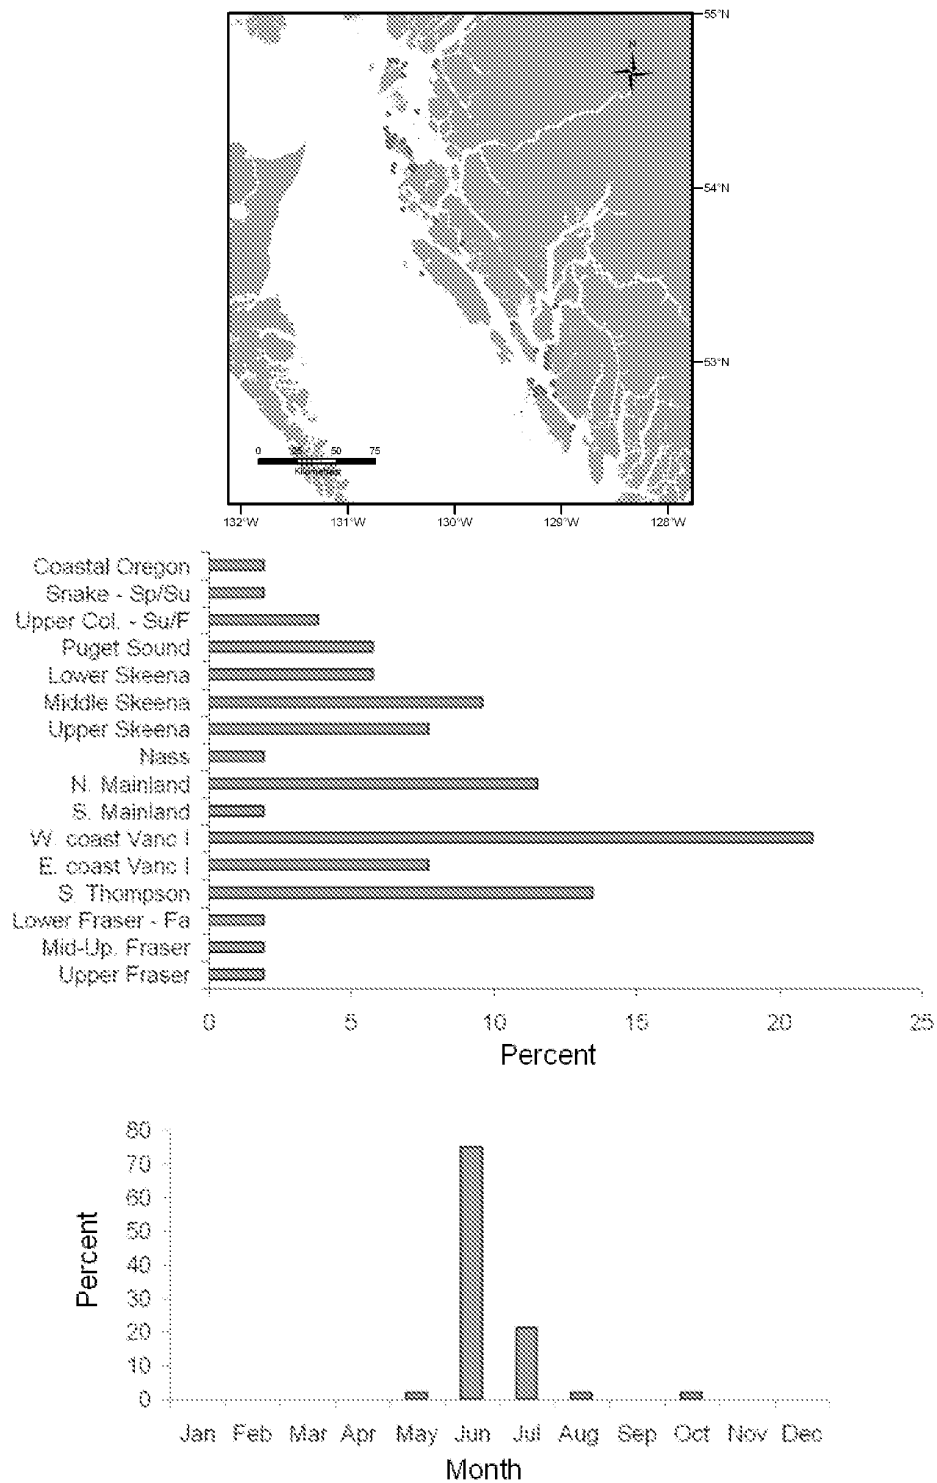 55°N
54°N
53°N
0 25 50 75
Kilometres
132°W 131°W 130°W 129°W 128°W
Coastal Oregon
Snake - Sp/Su
Upper Col. - Su/F
Puget Sound
Lower Skeena
Middle Skeena
Upper Skeena
Nass
N. Mainland
S. Mainland
W. coast Vanc I
E. coast Vanc I
S. Thompson
Lower Fraser - Fa
Mid-Up. Fraser
Upper Fraser
0 5 10 15 20 25
Percent
80
70
60
50
40
30
20
10
0
Percent
Jan Feb Mar Apr May Jun Jul Aug Sep Oct Nov Dec
Month